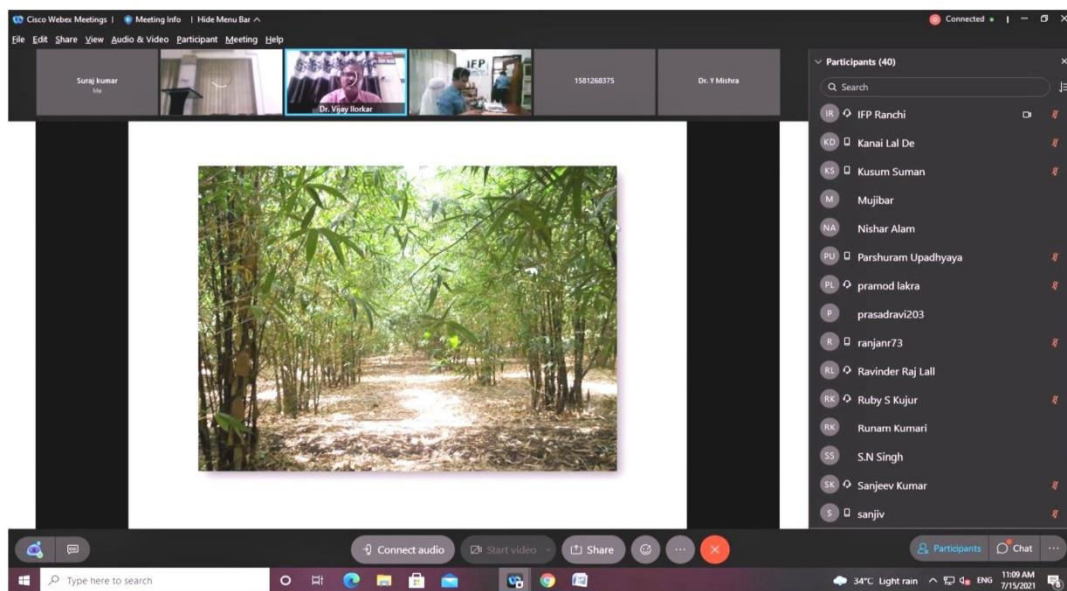 Cisco Webex Meetings | Meeting Info | Hide Menu Bar
Connected
File Edit Share View Audio & Video Participant Meeting Help
Suraj kumar
Me
Dr. Vijay Ilorkar
IFP
1581268375
Dr. Y Mishra
Participants (40)
Search
IR IFP Ranchi
KD Kanai Lal De
KS Kusum Suman
M Mujibar
NA Nishar Alam
PU Parshuram Upadhyaya
PL pramod lakra
P prasadravi203
R ranjanr73
RL Ravinder Raj Lall
RK Ruby S Kujur
RK Runam Kumari
SS S.N Singh
SK Sanjeev Kumar
S sanjiv
Connect audio
Start video
Share
Participants
Chat
Type here to search
34°C Light rain
ENG
11:09 AM
7/15/2021